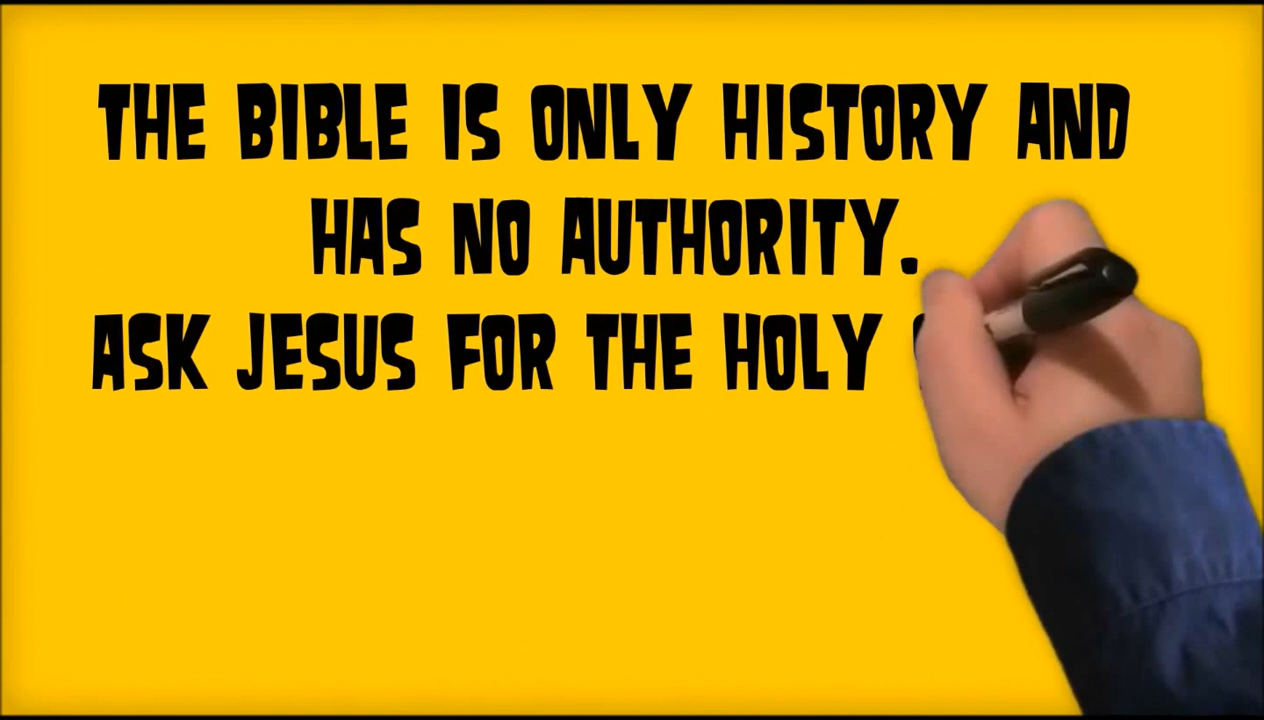 THE BIBLE IS ONLY HISTORY AND
HAS NO AUTHORITY.
ASK JESUS FOR THE HOLY